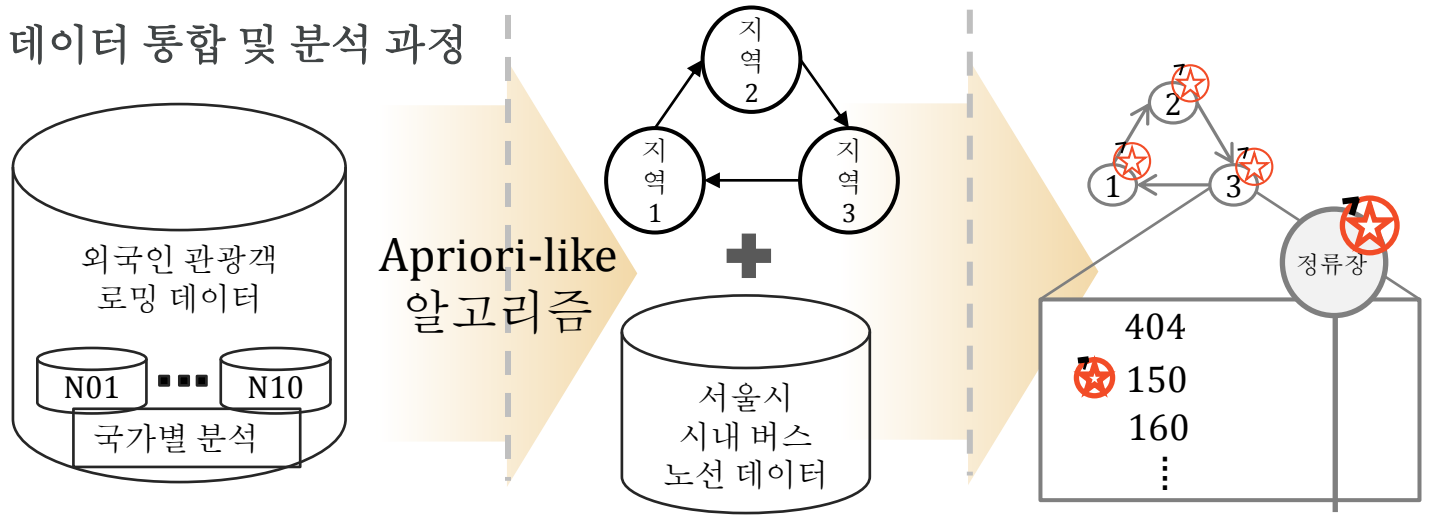 데이터 통합 및 분석 과정
외국인 관광객
로밍 데이터
N01
N10
국가별 분석
Apriori-like
알고리즘
지
역
2
지
역
1
지
역
3
서울시
시내 버스
노선 데이터
2
1
3
정류장
404
150
160